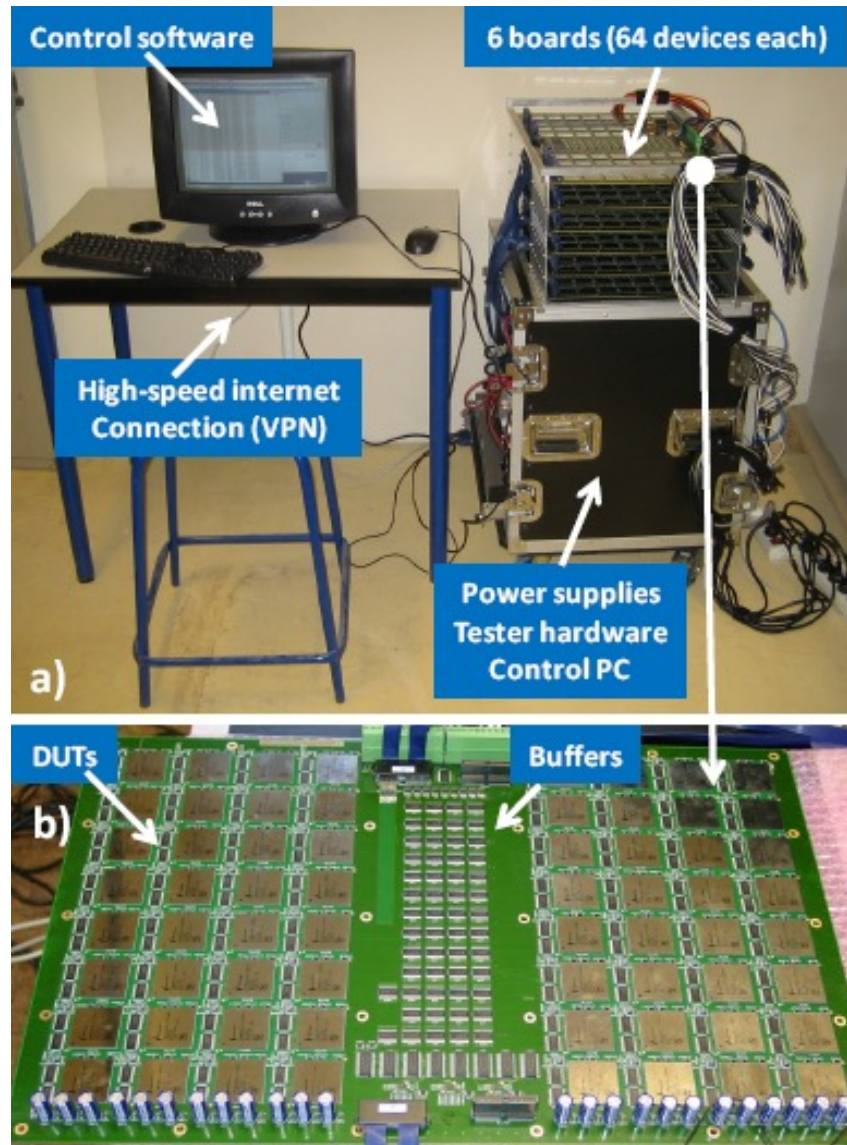 Control software
6 boards (64 devices each)
DELL
High-speed internet
Connection (VPN)
Power supplies
Tester hardware
Control PC
a)
DUTs
Buffers
b)